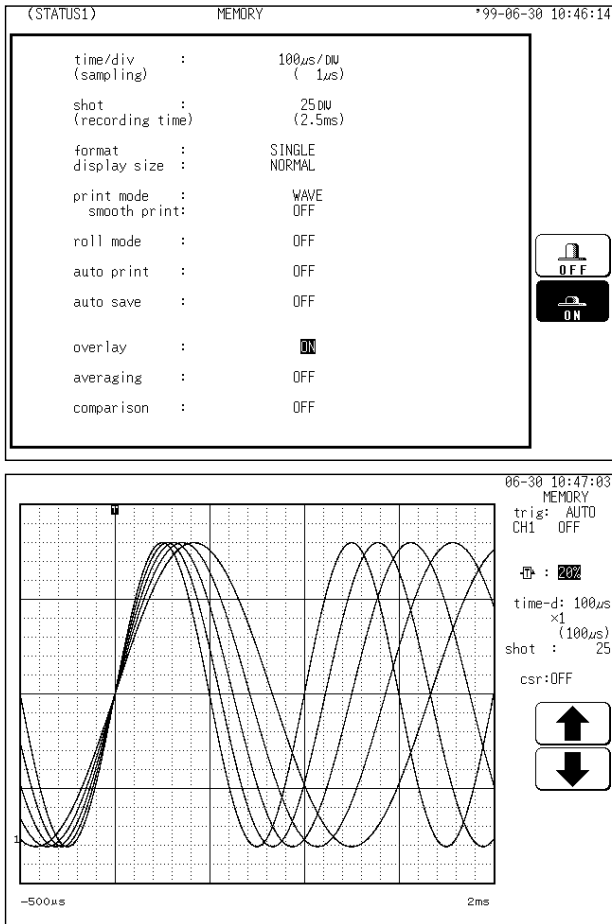 (STATUS1) MEMORY '99-06-30 10:46:14
time/div : 100µs/DIV
(sampling) ( 1µs)
shot : 25DIV
(recording time) (2.5ms)
format : SINGLE
display size : NORMAL
print mode : WAVE
smooth print: OFF
roll mode : OFF
auto print : OFF
auto save : OFF
overlay : ON
averaging : OFF
comparison : OFF
OFF
ON
06-30 10:47:03
MEMORY
trig: AUTO
CH1 OFF
T : 20%
time-d: 100µs
×1
(100µs)
shot : 25
csr:OFF
T
1
-500µs 2ms